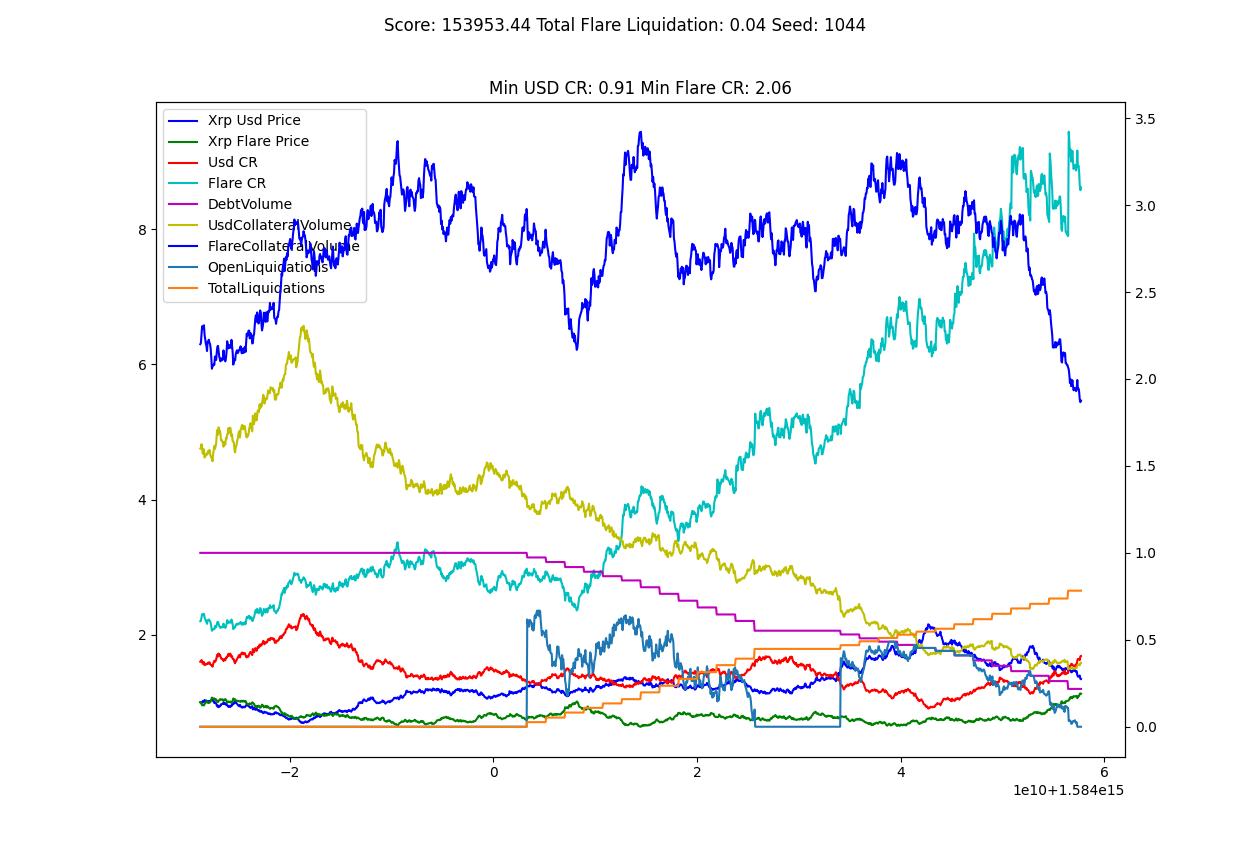 Score: 153953.44 Total Flare Liquidation: 0.04 Seed: 1044
Min USD CR: 0.91 Min Flare CR: 2.06
Xrp Usd Price
Xrp Flare Price
Usd CR
Flare CR
DebtVolume
UsdCollateralVolume
FlareCollateralVolume
OpenLiquidations
TotalLiquidations
8
6
4
2
3.5
3.0
2.5
2.0
1.5
1.0
0.5
0.0
−2
0
2
4
6
1e10+1.584e15